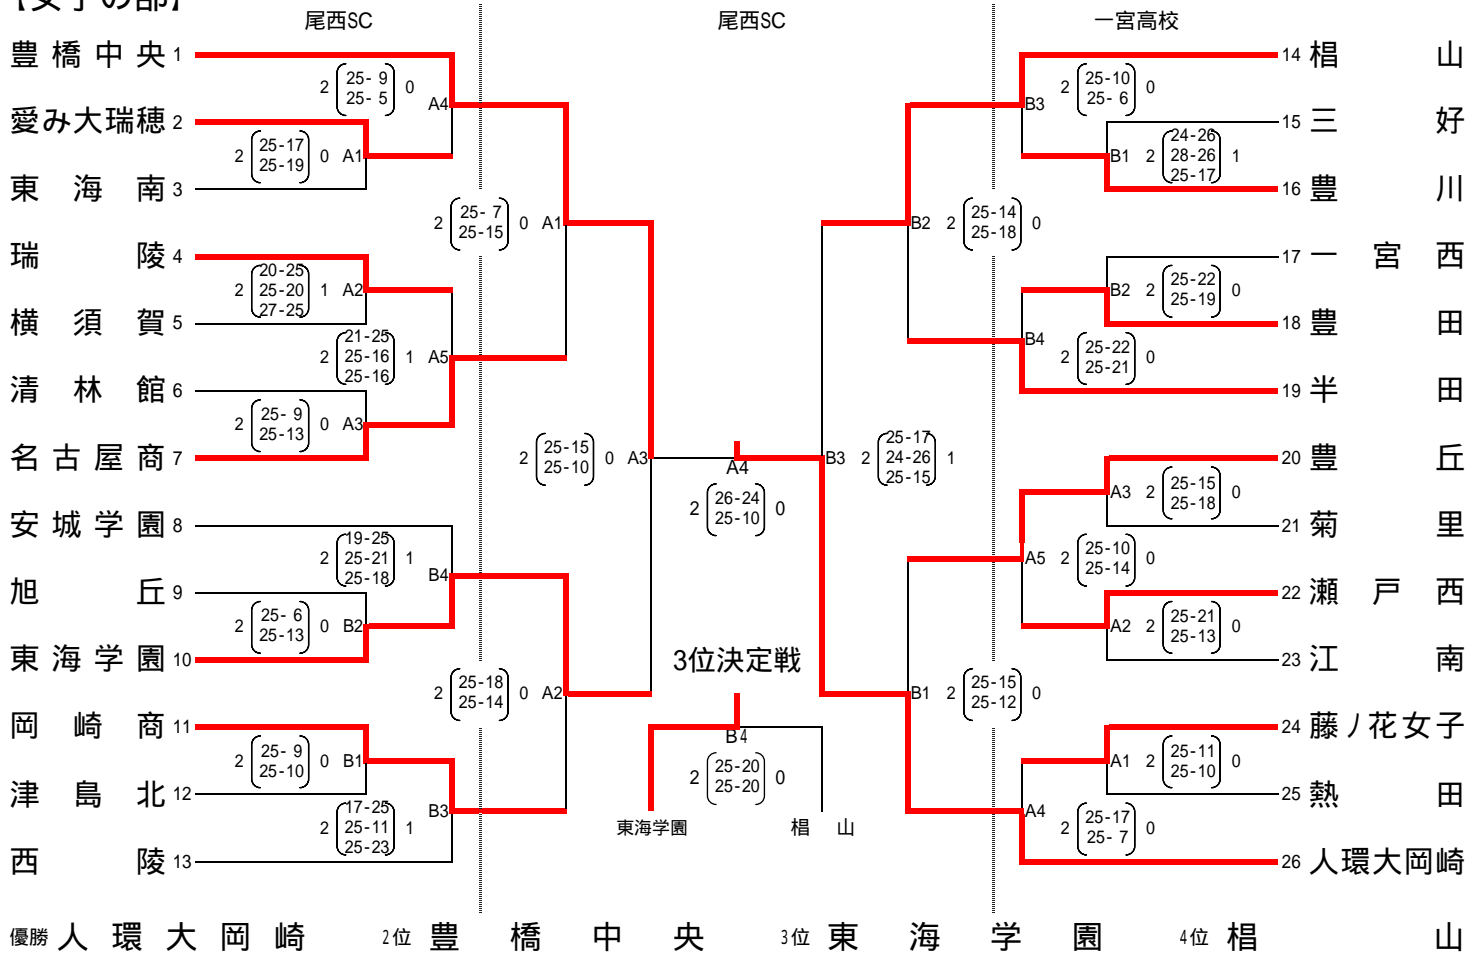 【女子の部】
尾西SC 尾西SC 一宮高校
豊橋中央 1
2 25-9 25-5 0 A4
愛み大瑞穂 2
2 25-17 25-19 0 A1
東海南 3
2 25-7 25-15 0 A1
瑞陵 4
2 20-25 25-20 27-25 1 A2
横須賀 5
2 21-25 25-16 25-16 1 A5
清林館 6
2 25-9 25-13 0 A3
名古屋商 7
2 25-15 25-10 0 A3
安城学園 8
2 19-25 25-21 25-18 1 B4
旭丘 9
2 25-6 25-13 0 B2
東海学園 10
2 25-18 25-14 0 A2
岡崎商 11
2 25-9 25-10 0 B1
津島北 12
2 17-25 25-11 25-23 1 B3
西陵 13
A4
2 26-24 25-10 0
3位決定戦
B4
2 25-20 25-20 0
東海学園 椙山
14 椙山
B3 2 25-10 25-6 0
15 三好
B1 2 24-26 28-26 25-17 1
16 豊川
B2 2 25-14 25-18 0
17 一宮西
B2 2 25-22 25-19 0
18 豊田
B4 2 25-22 25-21 0
19 半田
B3 2 25-17 24-26 25-15 1
20 豊丘
A3 2 25-15 25-18 0
21 菊里
A5 2 25-10 25-14 0
22 瀬戸西
A2 2 25-21 25-13 0
23 江南
B1 2 25-15 25-12 0
24 藤ノ花女子
A1 2 25-11 25-10 0
25 熱田
A4 2 25-17 25-7 0
26 人環大岡崎
優勝 人環大岡崎 2位 豊橋中央 3位 東海学園 4位 椙山